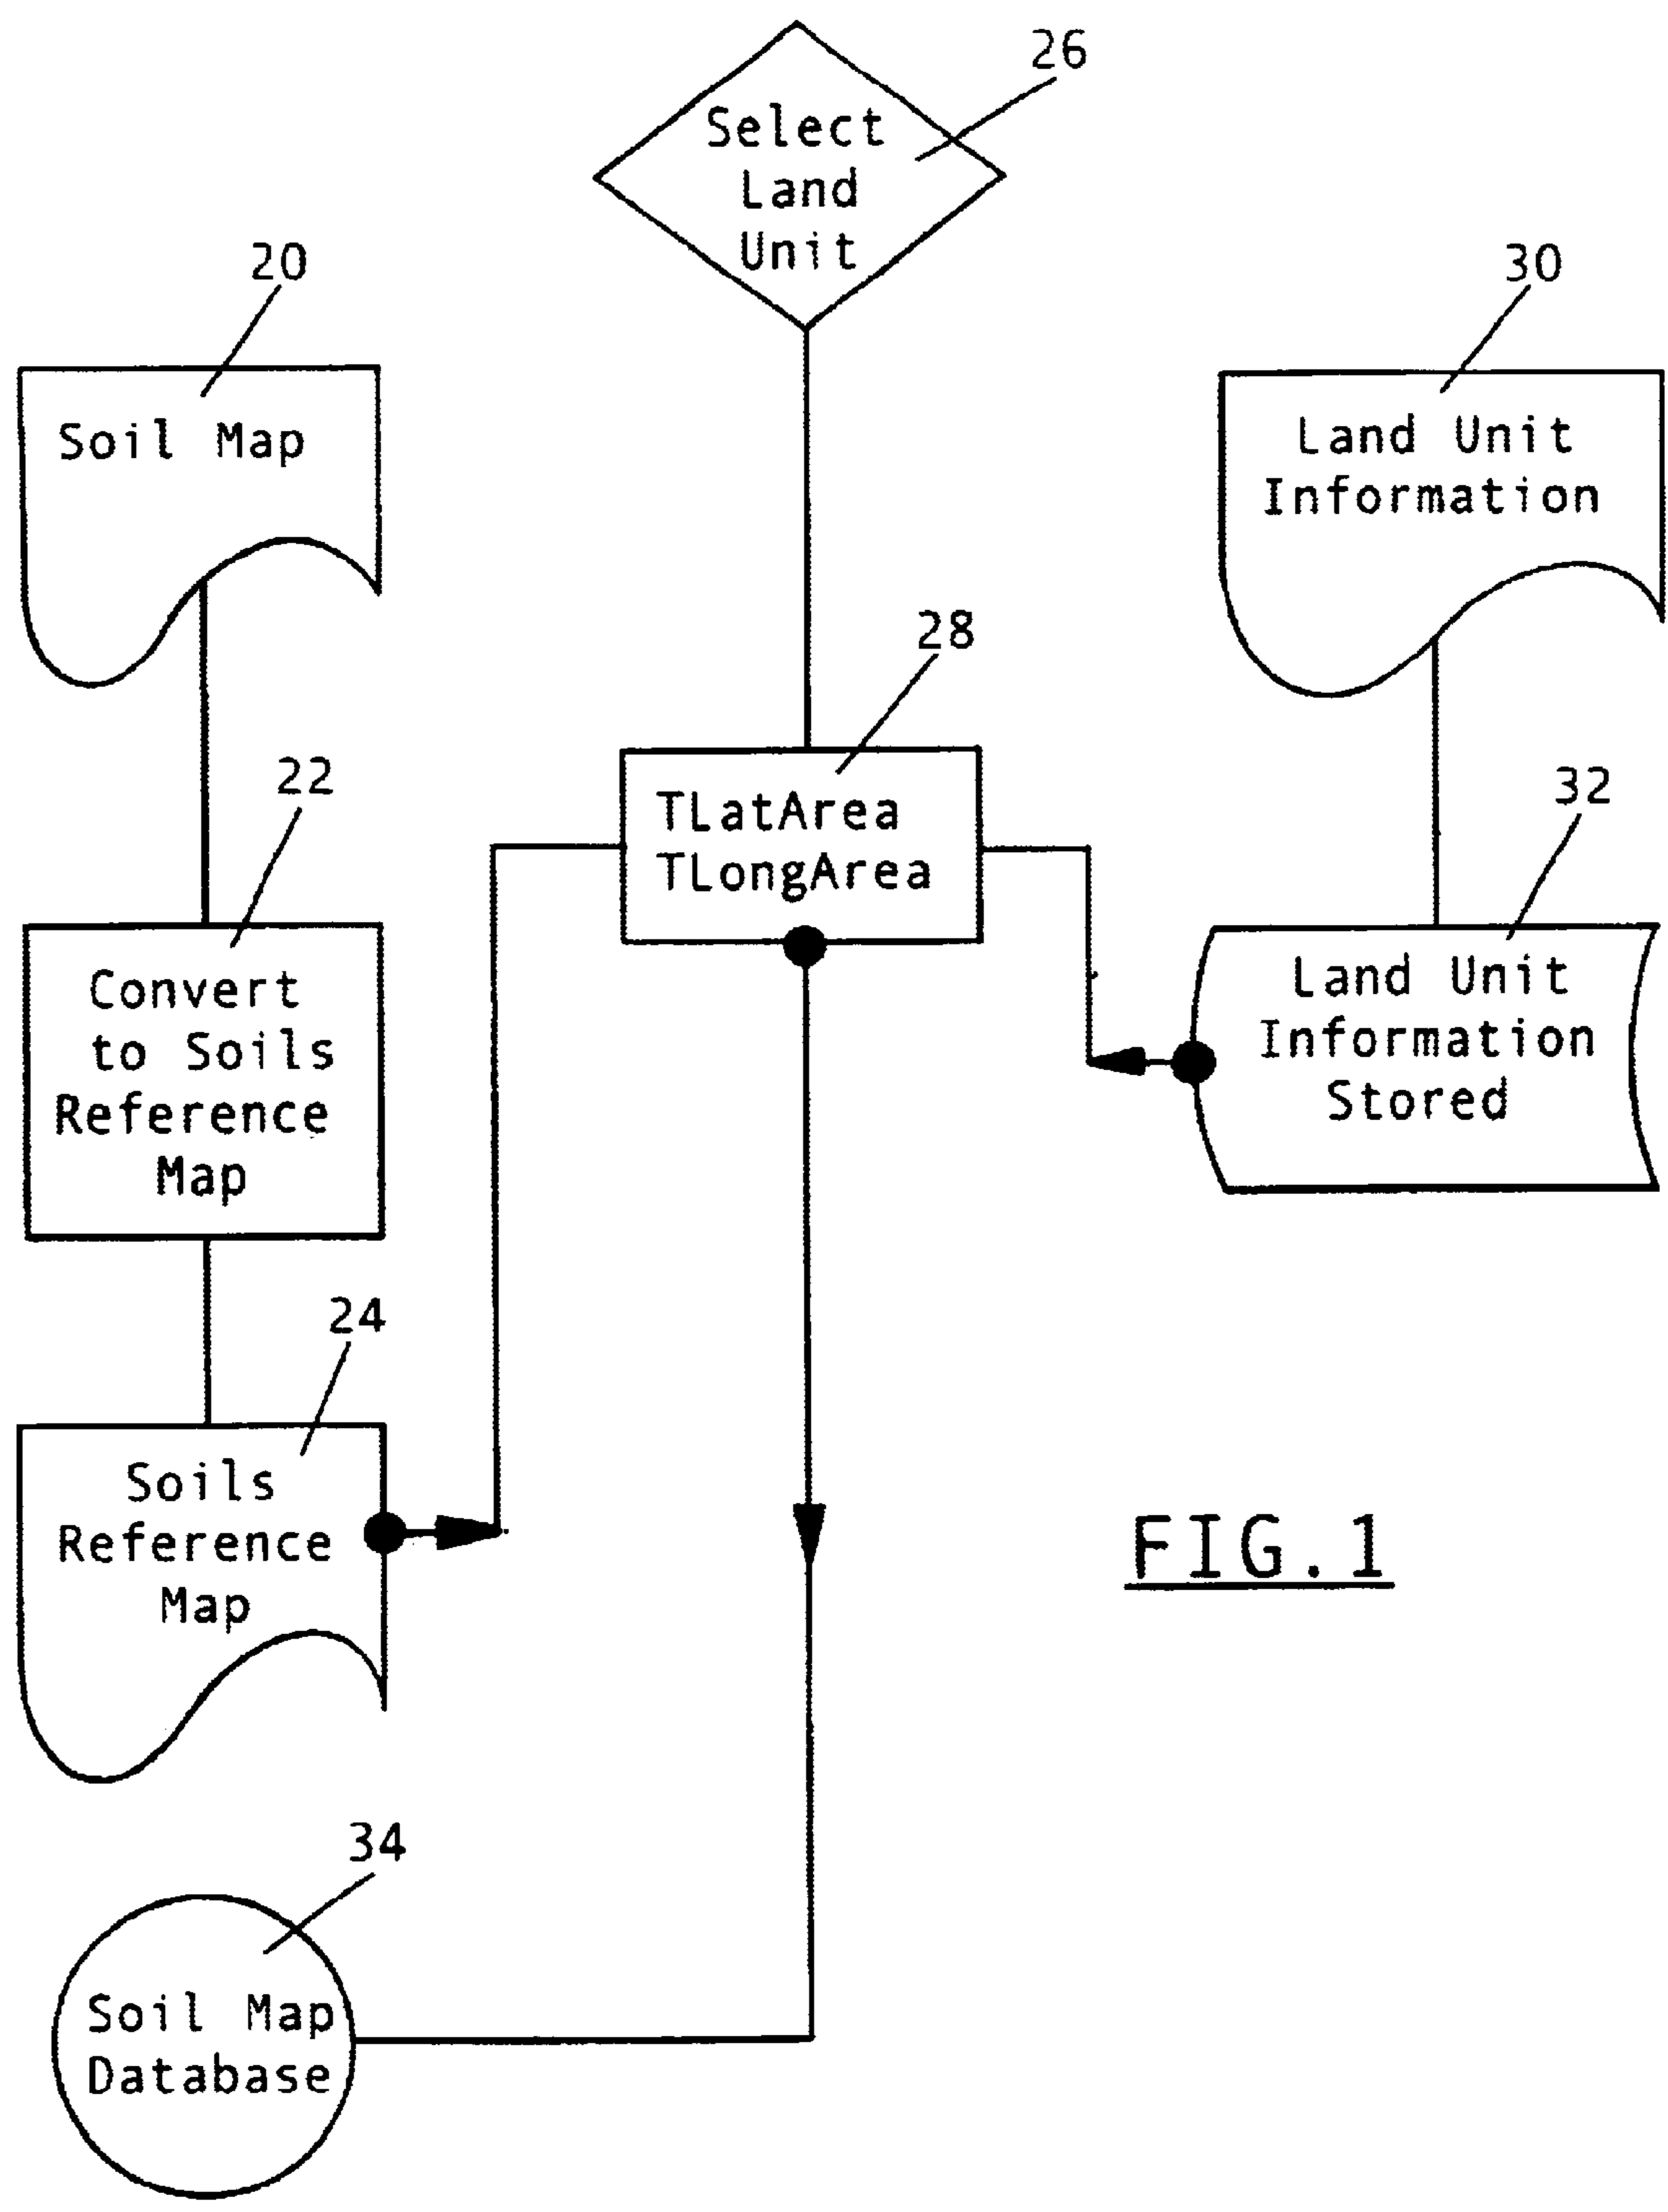 26
Select
Land
Unit
20
Soil Map
30
Land Unit
Information
28
TLatArea
TLongArea
22
Convert
to Soils
Reference
Map
32
Land Unit
Information
Stored
24
Soils
Reference
Map
FIG.1
34
Soil Map
Database